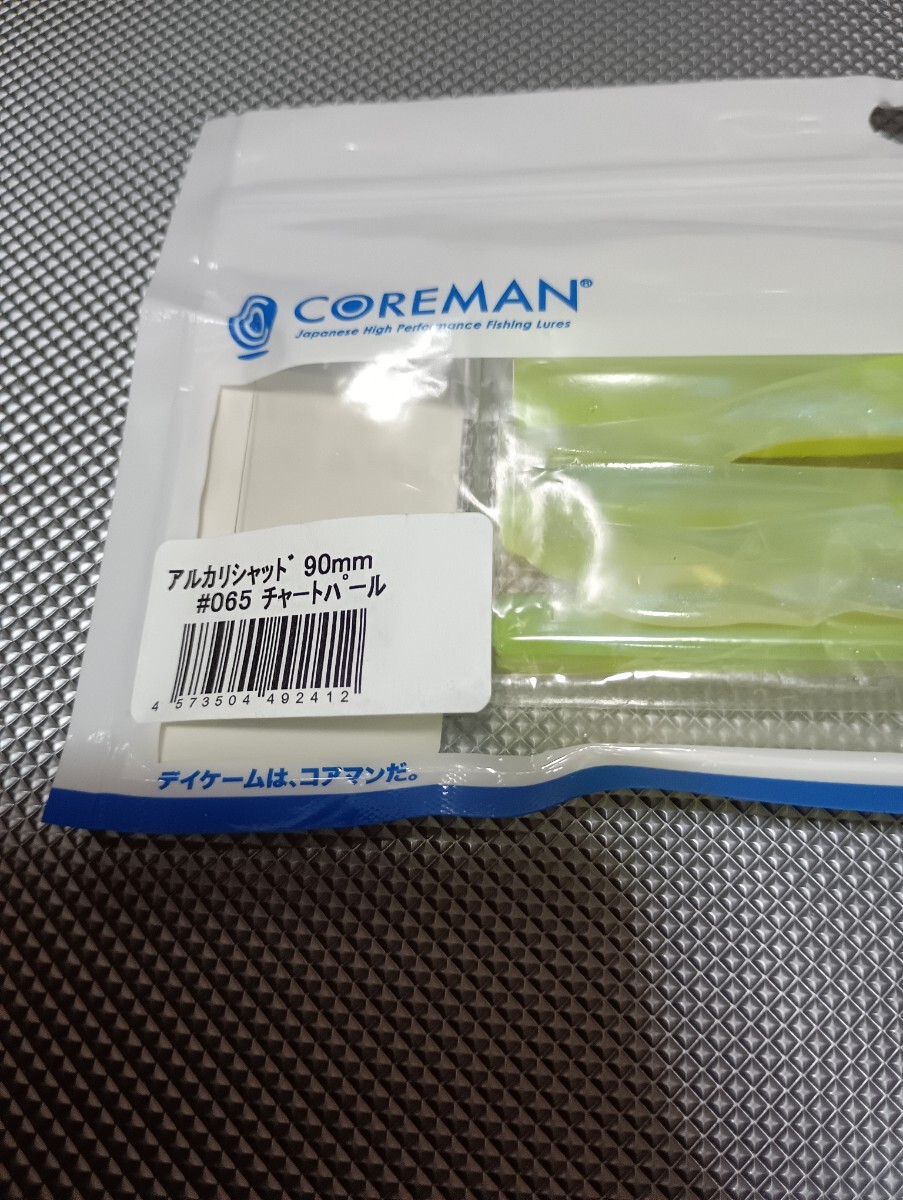 COREMAN®
Japanese High Performance Fishing Lures
アルカリシャッド 90mm
#065 チャートパール
4 573504 492412
デイゲームは、コアマンだ。